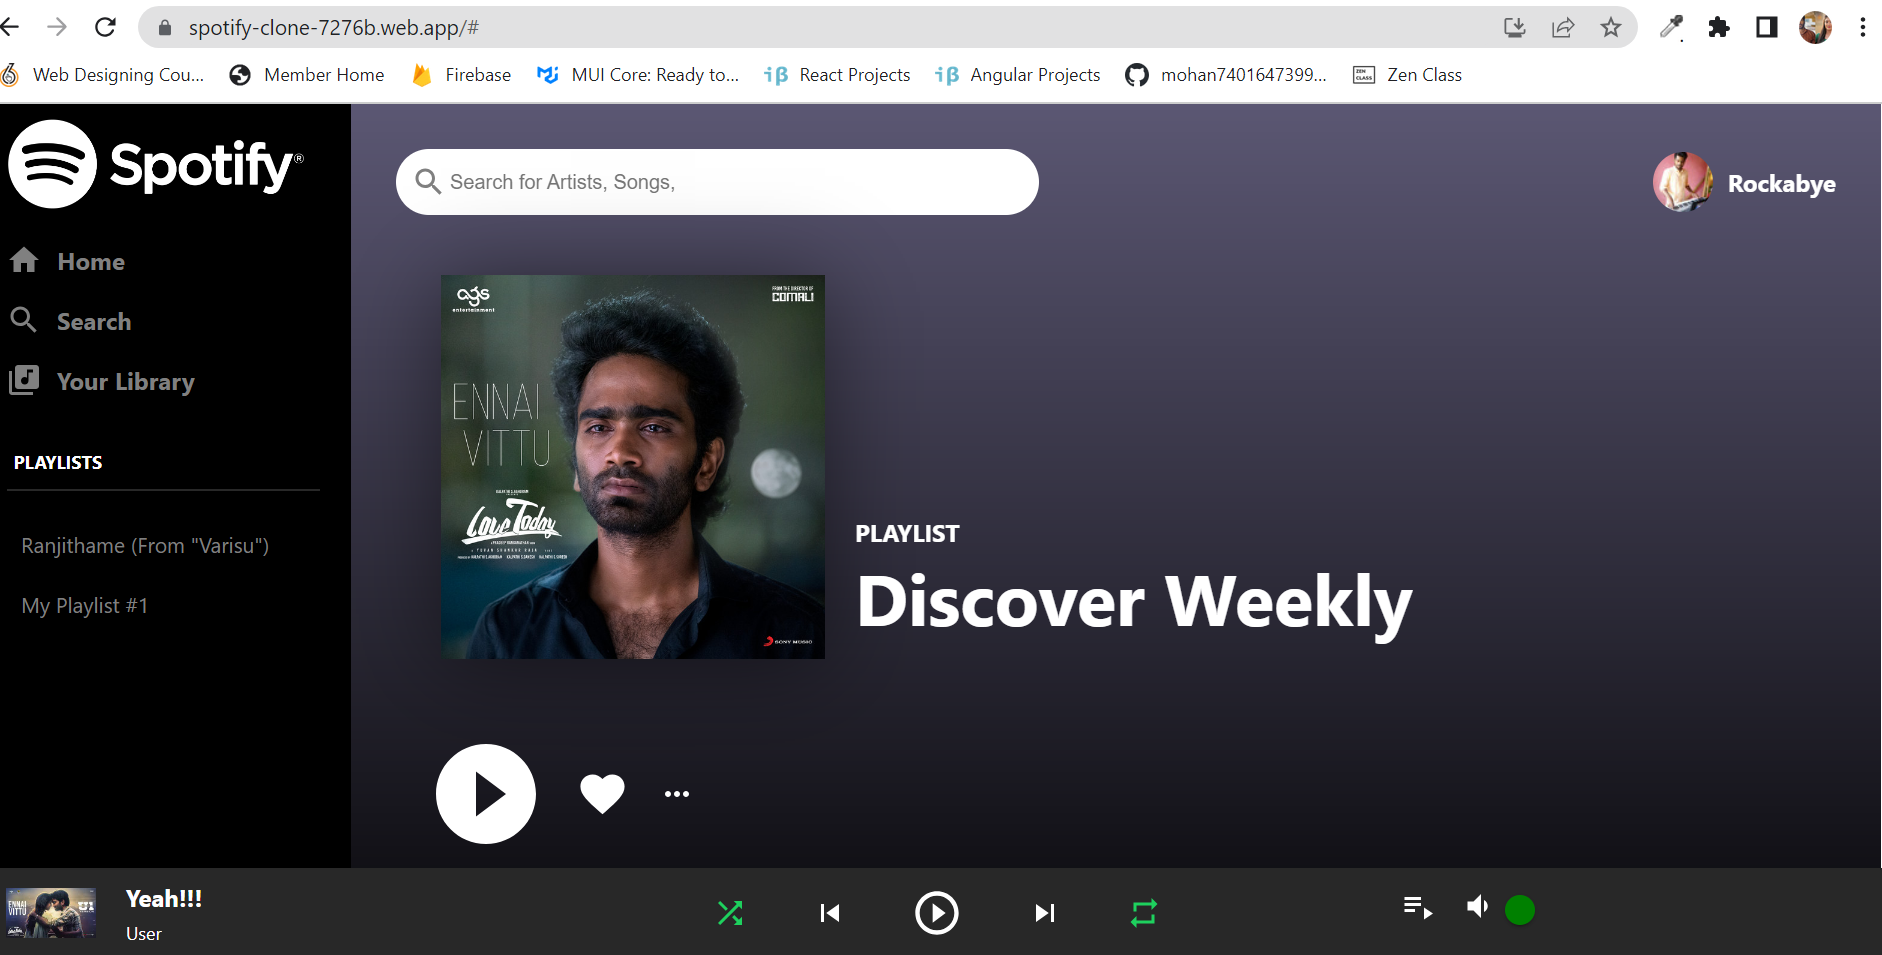 spotify-clone-7276b.web.app/#
Web Designing Cou...
Member Home
Firebase
MUI Core: Ready to...
React Projects
Angular Projects
mohan7401647399...
Zen Class
Spotify®
Search for Artists, Songs,
Rockabye
Home
Search
Your Library
PLAYLISTS
Ranjithame (From "Varisu")
My Playlist #1
ags
entertainment
FROM THE DIRECTOR OF
COMALI
ENNAI
VITTU
Love Today
SONY MUSIC
PLAYLIST
Discover Weekly
ENNAI
VITTU
U1
Yeah!!!
User